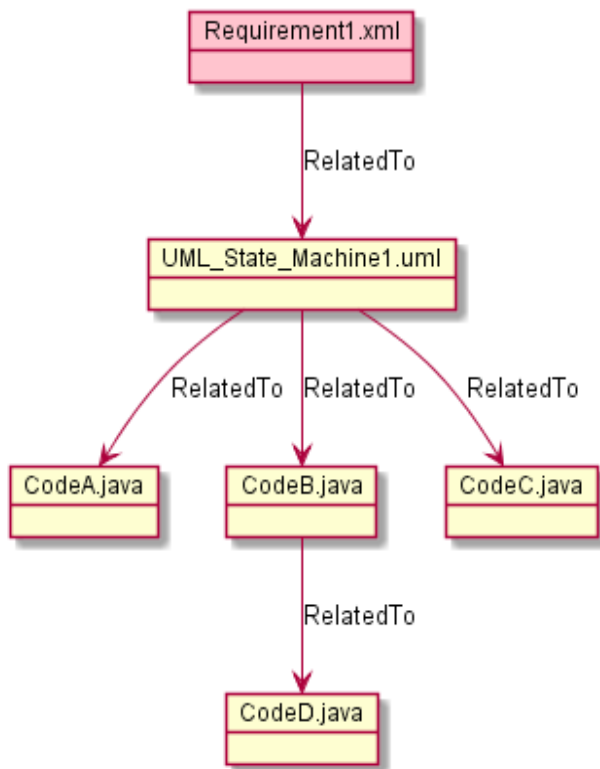 Requirement1.xml
RelatedTo
UML_State_Machine1.uml
RelatedTo
RelatedTo
RelatedTo
CodeA.java
CodeB.java
CodeC.java
RelatedTo
CodeD.java